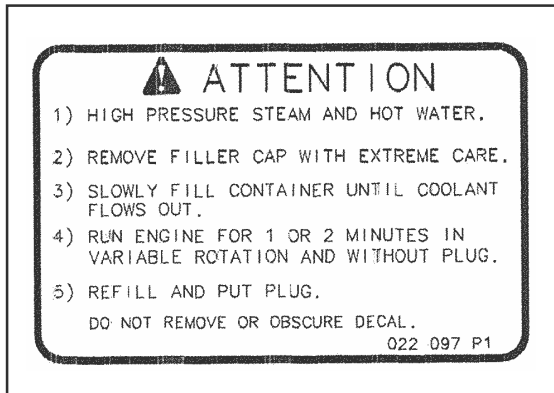 ATTENTION
1) HIGH PRESSURE STEAM AND HOT WATER.
2) REMOVE FILLER CAP WITH EXTREME CARE.
3) SLOWLY FILL CONTAINER UNTIL COOLANT
FLOWS OUT.
4) RUN ENGINE FOR 1 OR 2 MINUTES IN
VARIABLE ROTATION AND WITHOUT PLUG.
5) REFILL AND PUT PLUG.
DO NOT REMOVE OR OBSCURE DECAL.
022 097 P1